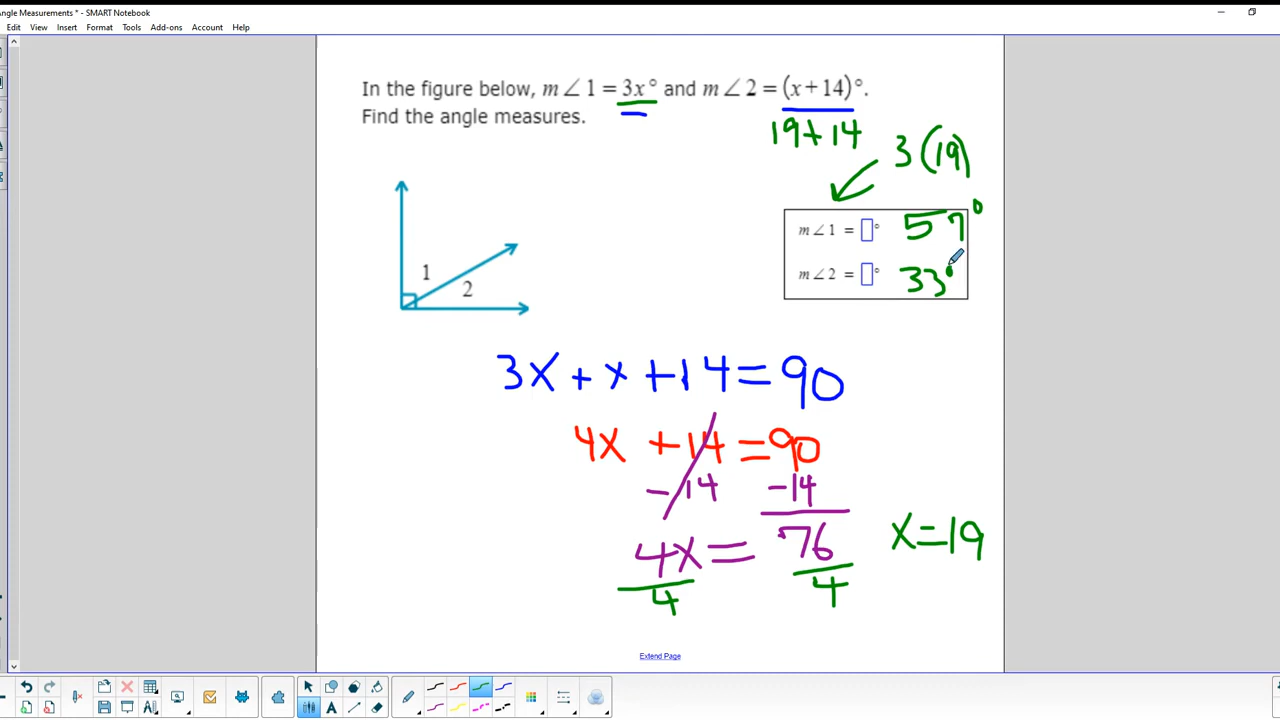 Angle Measurements * - SMART Notebook
Edit View Insert Format Tools Add-ons Account Help
In the figure below, m∠1 = 3x° and m∠2 = (x+14)°.
Find the angle measures.
19+14
3(19)
m∠1 = ° 57°
m∠2 = ° 33°
1
2
3x + x + 14 = 90
4x + 14 = 90
-14 -14
4x = 76
x=19
4 4
Extend Page